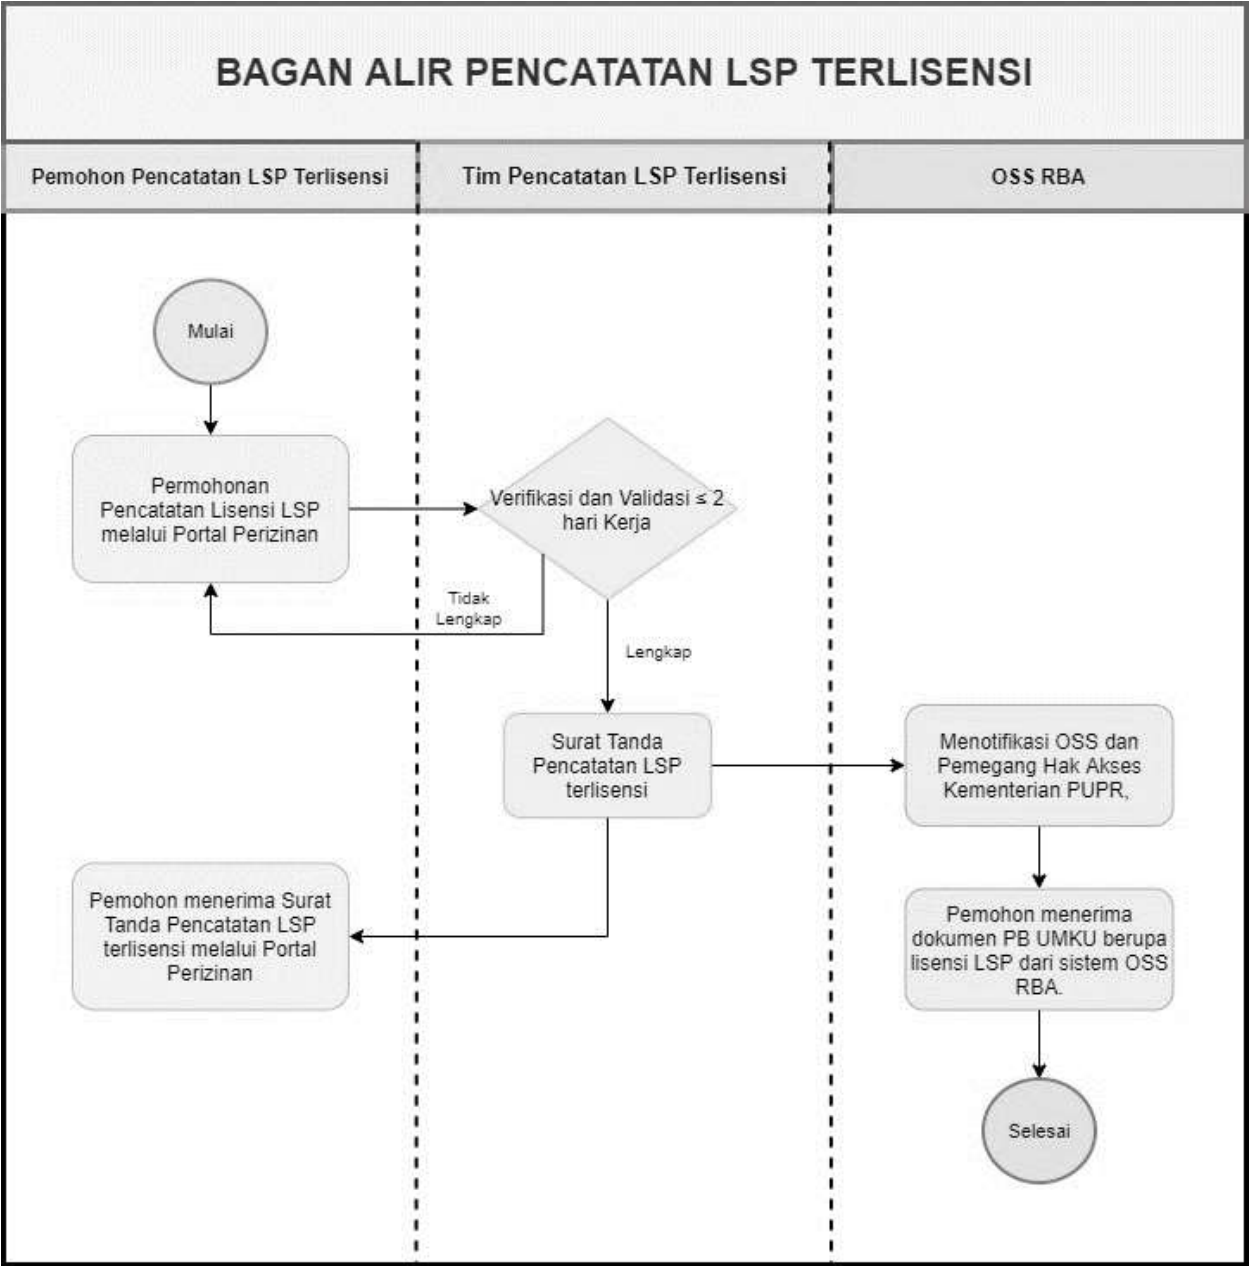 BAGAN ALIR PENCATATAN LSP TERLISENSI
Pemohon Pencatatan LSP Terlisensi
Tim Pencatatan LSP Terlisensi
OSS RBA
Mulai
Permohonan
Pencatatan Lisensi LSP
melalui Portal Perizinan
Verifikasi dan Validasi ≤ 2
hari Kerja
Tidak
Lengkap
Lengkap
Surat Tanda
Pencatatan LSP
terlisensi
Menotifikasi OSS dan
Pemegang Hak Akses
Kementerian PUPR,
Pemohon menerima Surat
Tanda Pencatatan LSP
terlisensi melalui Portal
Perizinan
Pemohon menerima
dokumen PB UMKU berupa
lisensi LSP dari sistem OSS
RBA.
Selesai